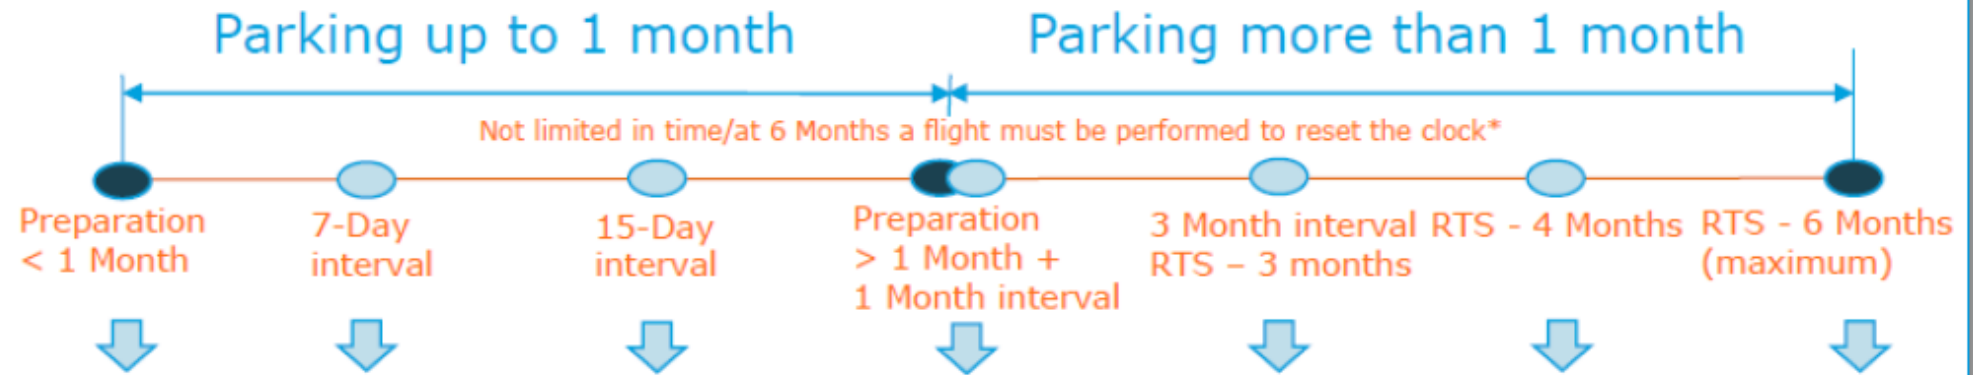 Parking up to 1 month
Parking more than 1 month
Not limited in time/at 6 Months a flight must be performed to reset the clock*
Preparation
< 1 Month
7-Day
interval
15-Day
interval
Preparation
> 1 Month +
1 Month interval
3 Month interval
RTS – 3 months
RTS - 4 Months
RTS - 6 Months
(maximum)